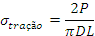 σ_tração = 2P / πDL